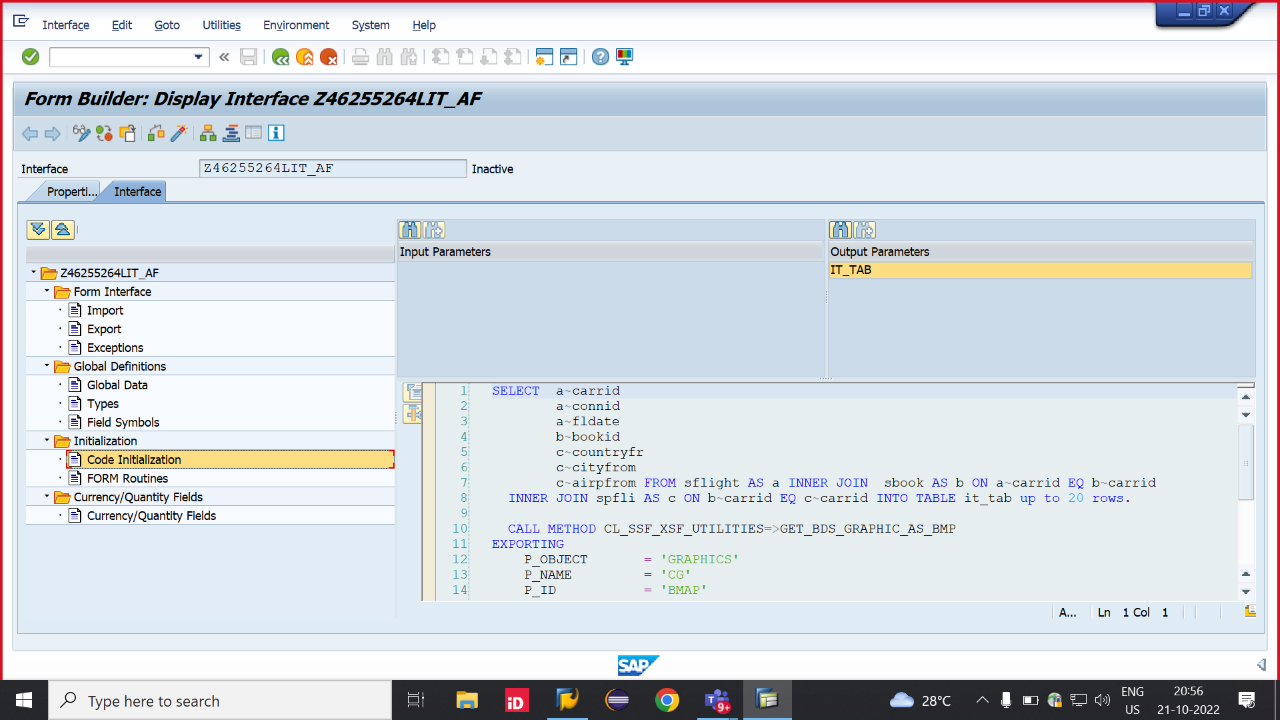 Interface Edit Goto Utilities Environment System Help
Form Builder: Display Interface Z46255264LIT_AF
Interface Z46255264LIT_AF Inactive
Properti... Interface
Input Parameters
Output Parameters
IT_TAB
Z46255264LIT_AF
Form Interface
Import
Export
Exceptions
Global Definitions
Global Data
Types
Field Symbols
Initialization
Code Initialization
FORM Routines
Currency/Quantity Fields
Currency/Quantity Fields
1 SELECT a~carrid
2 a~connid
3 a~fldate
4 b~bookid
5 c~countryfr
6 c~cityfrom
7 c~airpfrom FROM sflight AS a INNER JOIN sbook AS b ON a~carrid EQ b~carrid
8 INNER JOIN spfli AS c ON b~carrid EQ c~carrid INTO TABLE it_tab up to 20 rows.
9
10 CALL METHOD CL_SSF_XSF_UTILITIES=>GET_BDS_GRAPHIC_AS_BMP
11 EXPORTING
12 P_OBJECT = 'GRAPHICS'
13 P_NAME = 'CG'
14 P_ID = 'BMAP'
A... Ln 1 Col 1
SAP
Type here to search
iD
9+
28°C
ENG
US
20:56
21-10-2022